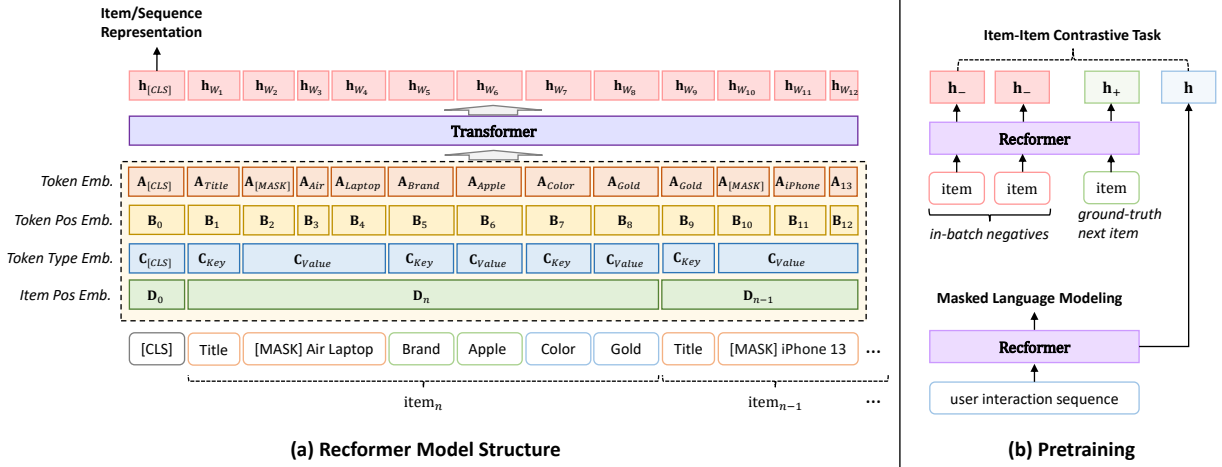 Item/Sequence
Representation
h[CLS] hW1 hW2 hW3 hW4 hW5 hW6 hW7 hW8 hW9 hW10 hW11 hW12
Transformer
Token Emb. A[CLS] ATitle A[MASK] AAir ALaptop ABrand AApple AColor AGold AGold A[MASK] AiPhone A13
Token Pos Emb. B0 B1 B2 B3 B4 B5 B6 B7 B8 B9 B10 B11 B12
Token Type Emb. C[CLS] CKey CValue CKey CValue CKey CValue CKey CValue
Item Pos Emb. D0 Dn Dn−1
[CLS] Title [MASK] Air Laptop Brand Apple Color Gold Title [MASK] iPhone 13 ...
itemn itemn−1 ...
(a) Recformer Model Structure
Item-Item Contrastive Task
h− h− h+ h
Recformer
item item item
in-batch negatives
ground-truth
next item
Masked Language Modeling
Recformer
user interaction sequence
(b) Pretraining